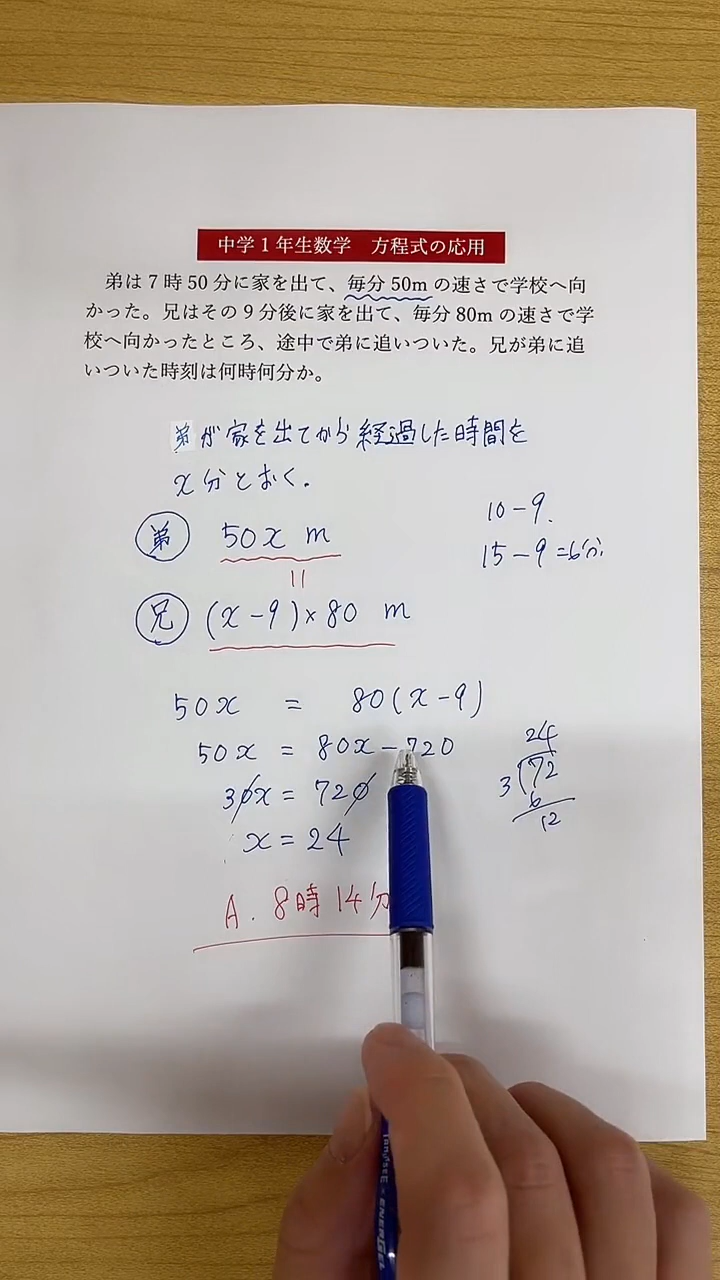 中学1年生数学　方程式の応用
弟は7時50分に家を出て、毎分50mの速さで学校へ向
かった。兄はその9分後に家を出て、毎分80mの速さで学
校へ向かったところ、途中で弟に追いついた。兄が弟に追
いついた時刻は何時何分か。
弟が家を出てから経過した時間を
x分とおく.
10-9.
弟 50x m
15-9=6分
=
兄 (x-9)×80 m
50x = 80(x-9)
50x = 80x-720
24
3)72
6
12
30x = 720
x = 24
A. 8時14分